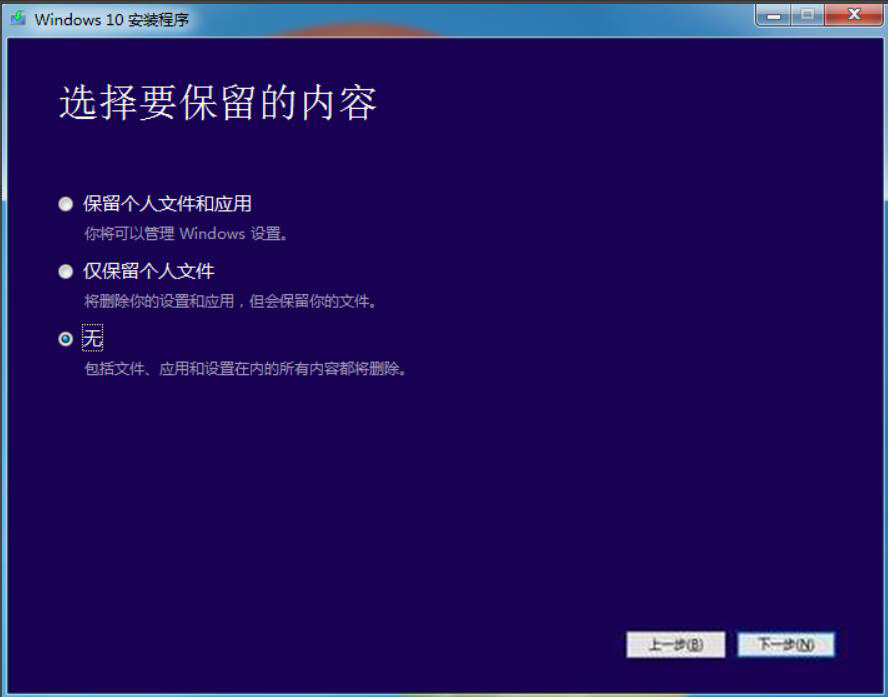 Windows 10 安装程序
选择要保留的内容
保留个人文件和应用
你将可以管理 Windows 设置。
仅保留个人文件
将删除你的设置和应用，但会保留你的文件。
无
包括文件、应用和设置在内的所有内容都将删除。
上一步(B) 下一步(N)